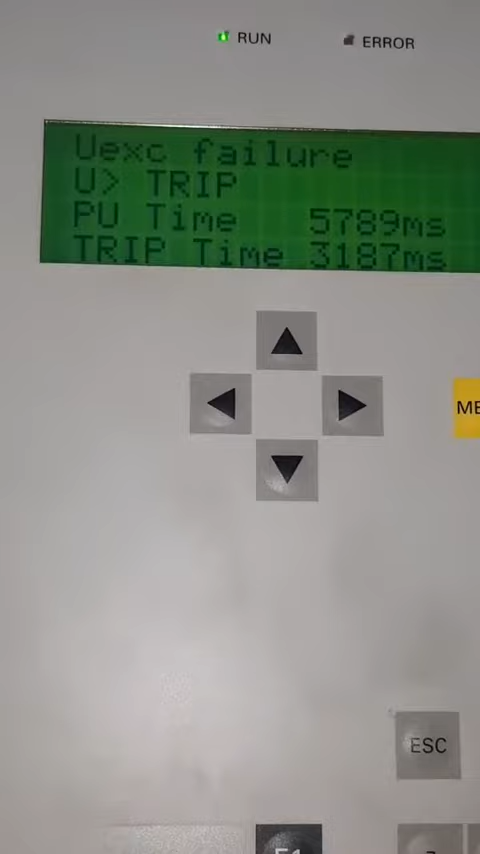 RUN ERROR
Uexc failure
U> TRIP
PU Time 5789ms
TRIP Time 3187ms
ESC